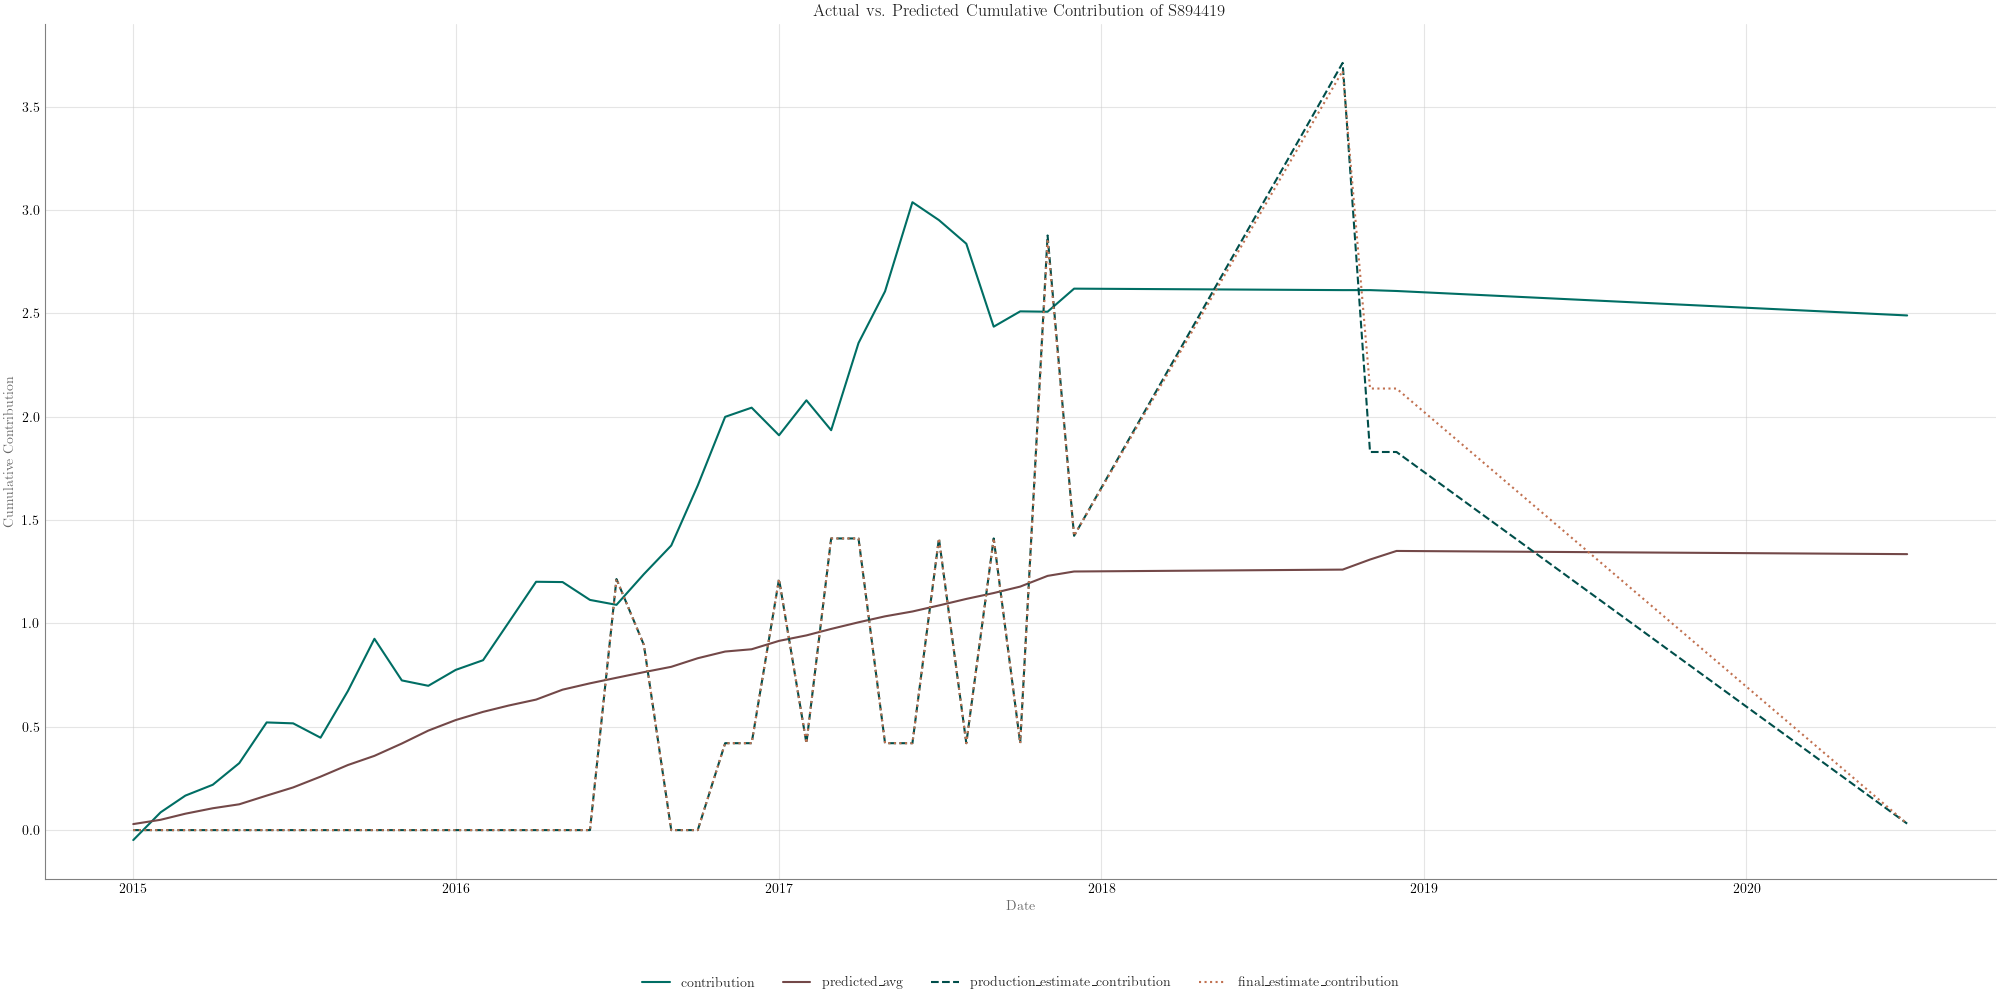 Actual vs. Predicted Cumulative Contribution of S894419
Cumulative Contribution
3.5
3.0
2.5
2.0
1.5
1.0
0.5
0.0
2015 2016 2017 2018 2019 2020
Date
contribution predicted_avg production_estimate_contribution final_estimate_contribution